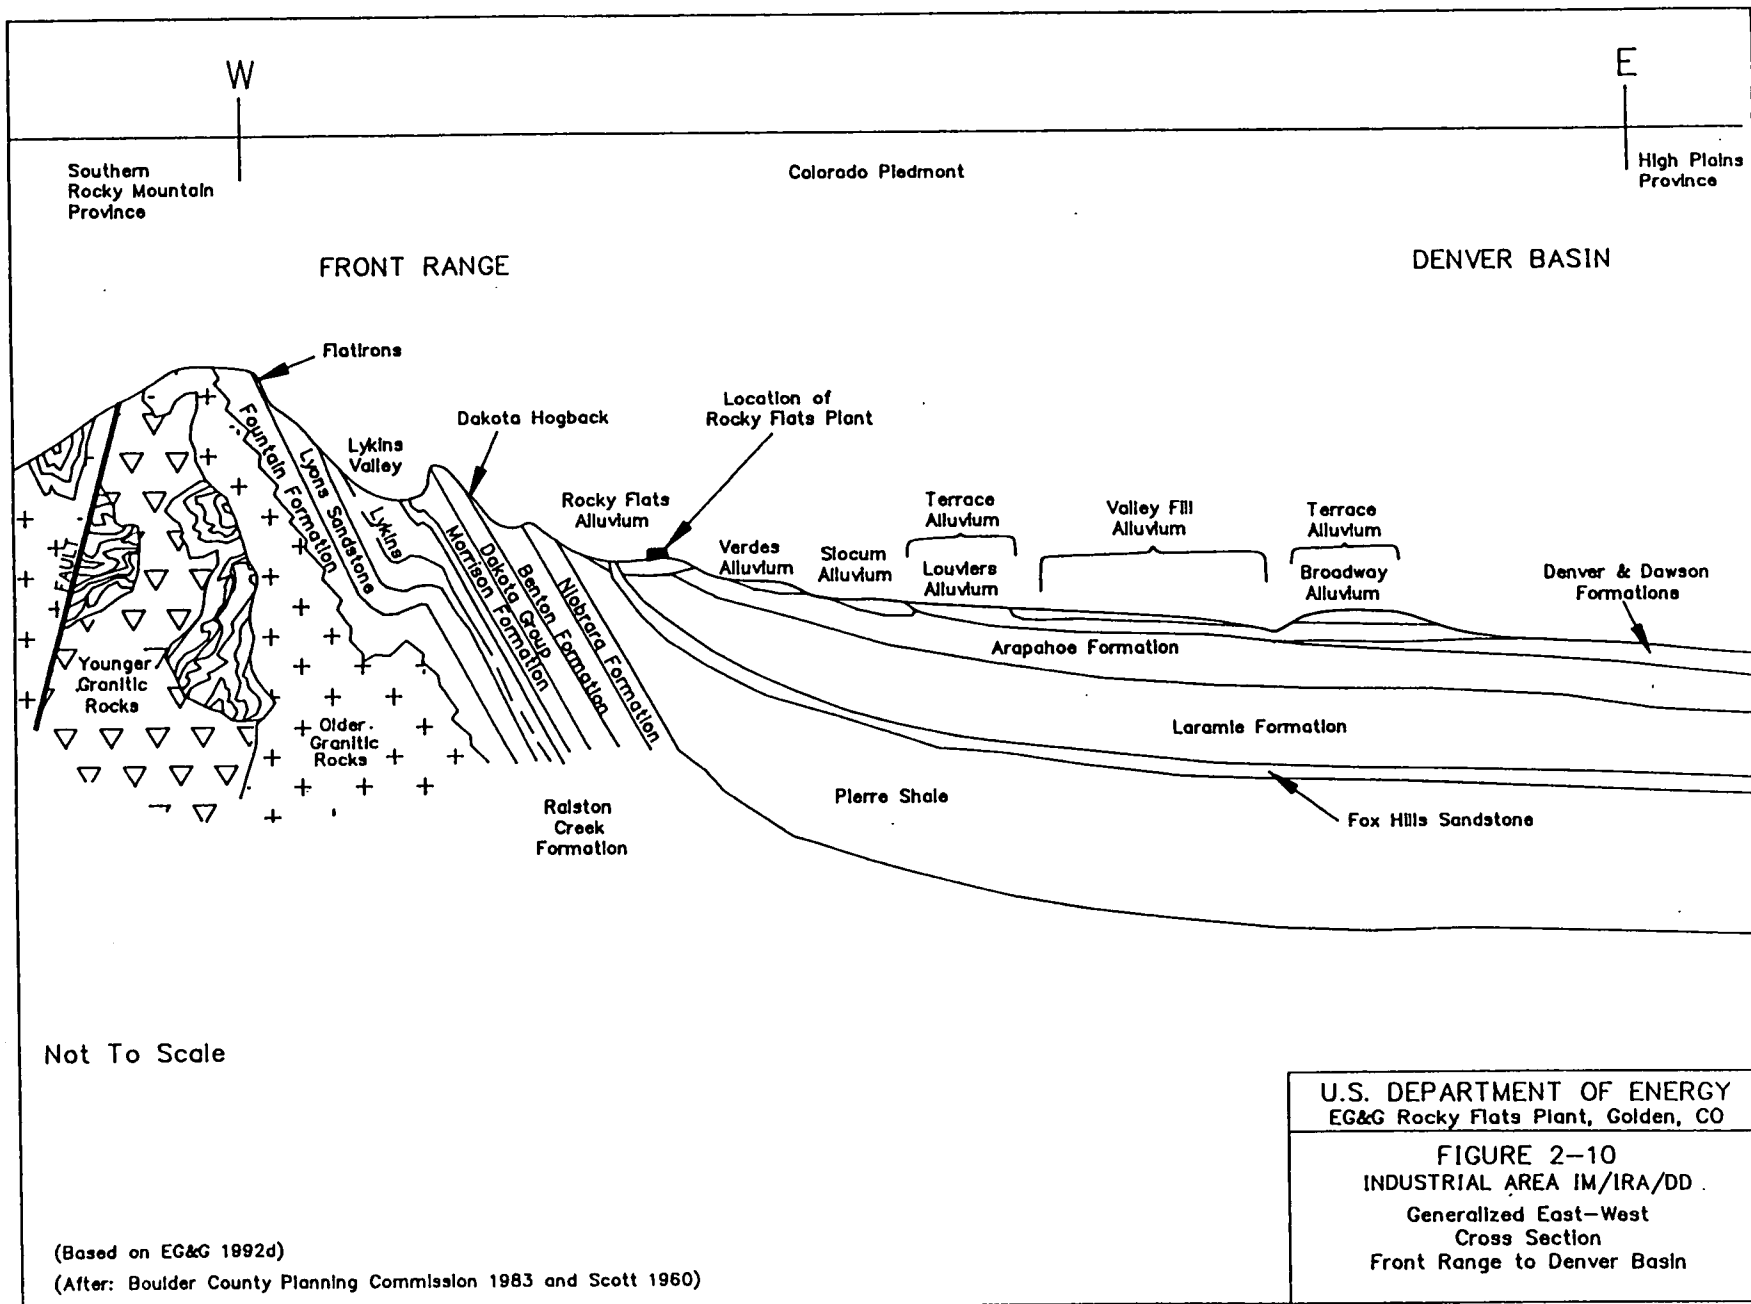 W
E
Southern
Rocky Mountain
Province
Colorado Piedmont
High Plains
Province
FRONT RANGE
DENVER BASIN
Flatirons
Dakota Hogback
Location of
Rocky Flats Plant
Lykins
Valley
Rocky Flats
Alluvium
Verdes
Alluvium
Slocum
Alluvium
Terrace
Alluvium
Louviers
Alluvium
Valley Fill
Alluvium
Terrace
Alluvium
Broadway
Alluvium
Denver & Dawson
Formations
FAULT
Fountain Formation
Lyons Sandstone
Lykins
Morrison Formation
Dakota Group
Benton Formation
Niobrara Formation
Younger
Granitic
Rocks
Older
Granitic
Rocks
Ralston
Creek
Formation
Arapahoe Formation
Laramie Formation
Pierre Shale
Fox Hills Sandstone
Not To Scale
U.S. DEPARTMENT OF ENERGY
EG&G Rocky Flats Plant, Golden, CO
FIGURE 2-10
INDUSTRIAL AREA IM/IRA/DD
Generalized East-West
Cross Section
Front Range to Denver Basin
(Based on EG&G 1992d)
(After: Boulder County Planning Commission 1983 and Scott 1960)